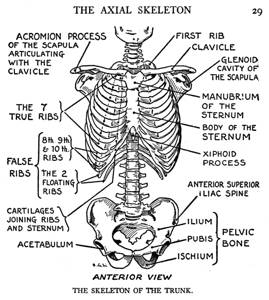 THE AXIAL SKELETON 29
ACROMION PROCESS
OF THE SCAPULA
ARTICULATING
WITH THE
CLAVICLE
FIRST RIB
CLAVICLE
GLENOID
CAVITY OF
THE SCAPULA
THE 7
TRUE RIBS
MANUBRIUM OF
THE STERNUM
BODY OF THE
STERNUM
FALSE
RIBS
8th 9th
& 10 th.
RIBS
THE 2
FLOATING
RIBS
XIPHOID
PROCESS
CARTILAGES
JOINING RIBS
AND STERNUM
ANTERIOR SUPERIOR
ILIAC SPINE
ACETABULUM
ILIUM
PUBIS
ISCHIUM
PELVIC
BONE
ANTERIOR VIEW
THE SKELETON OF THE TRUNK.